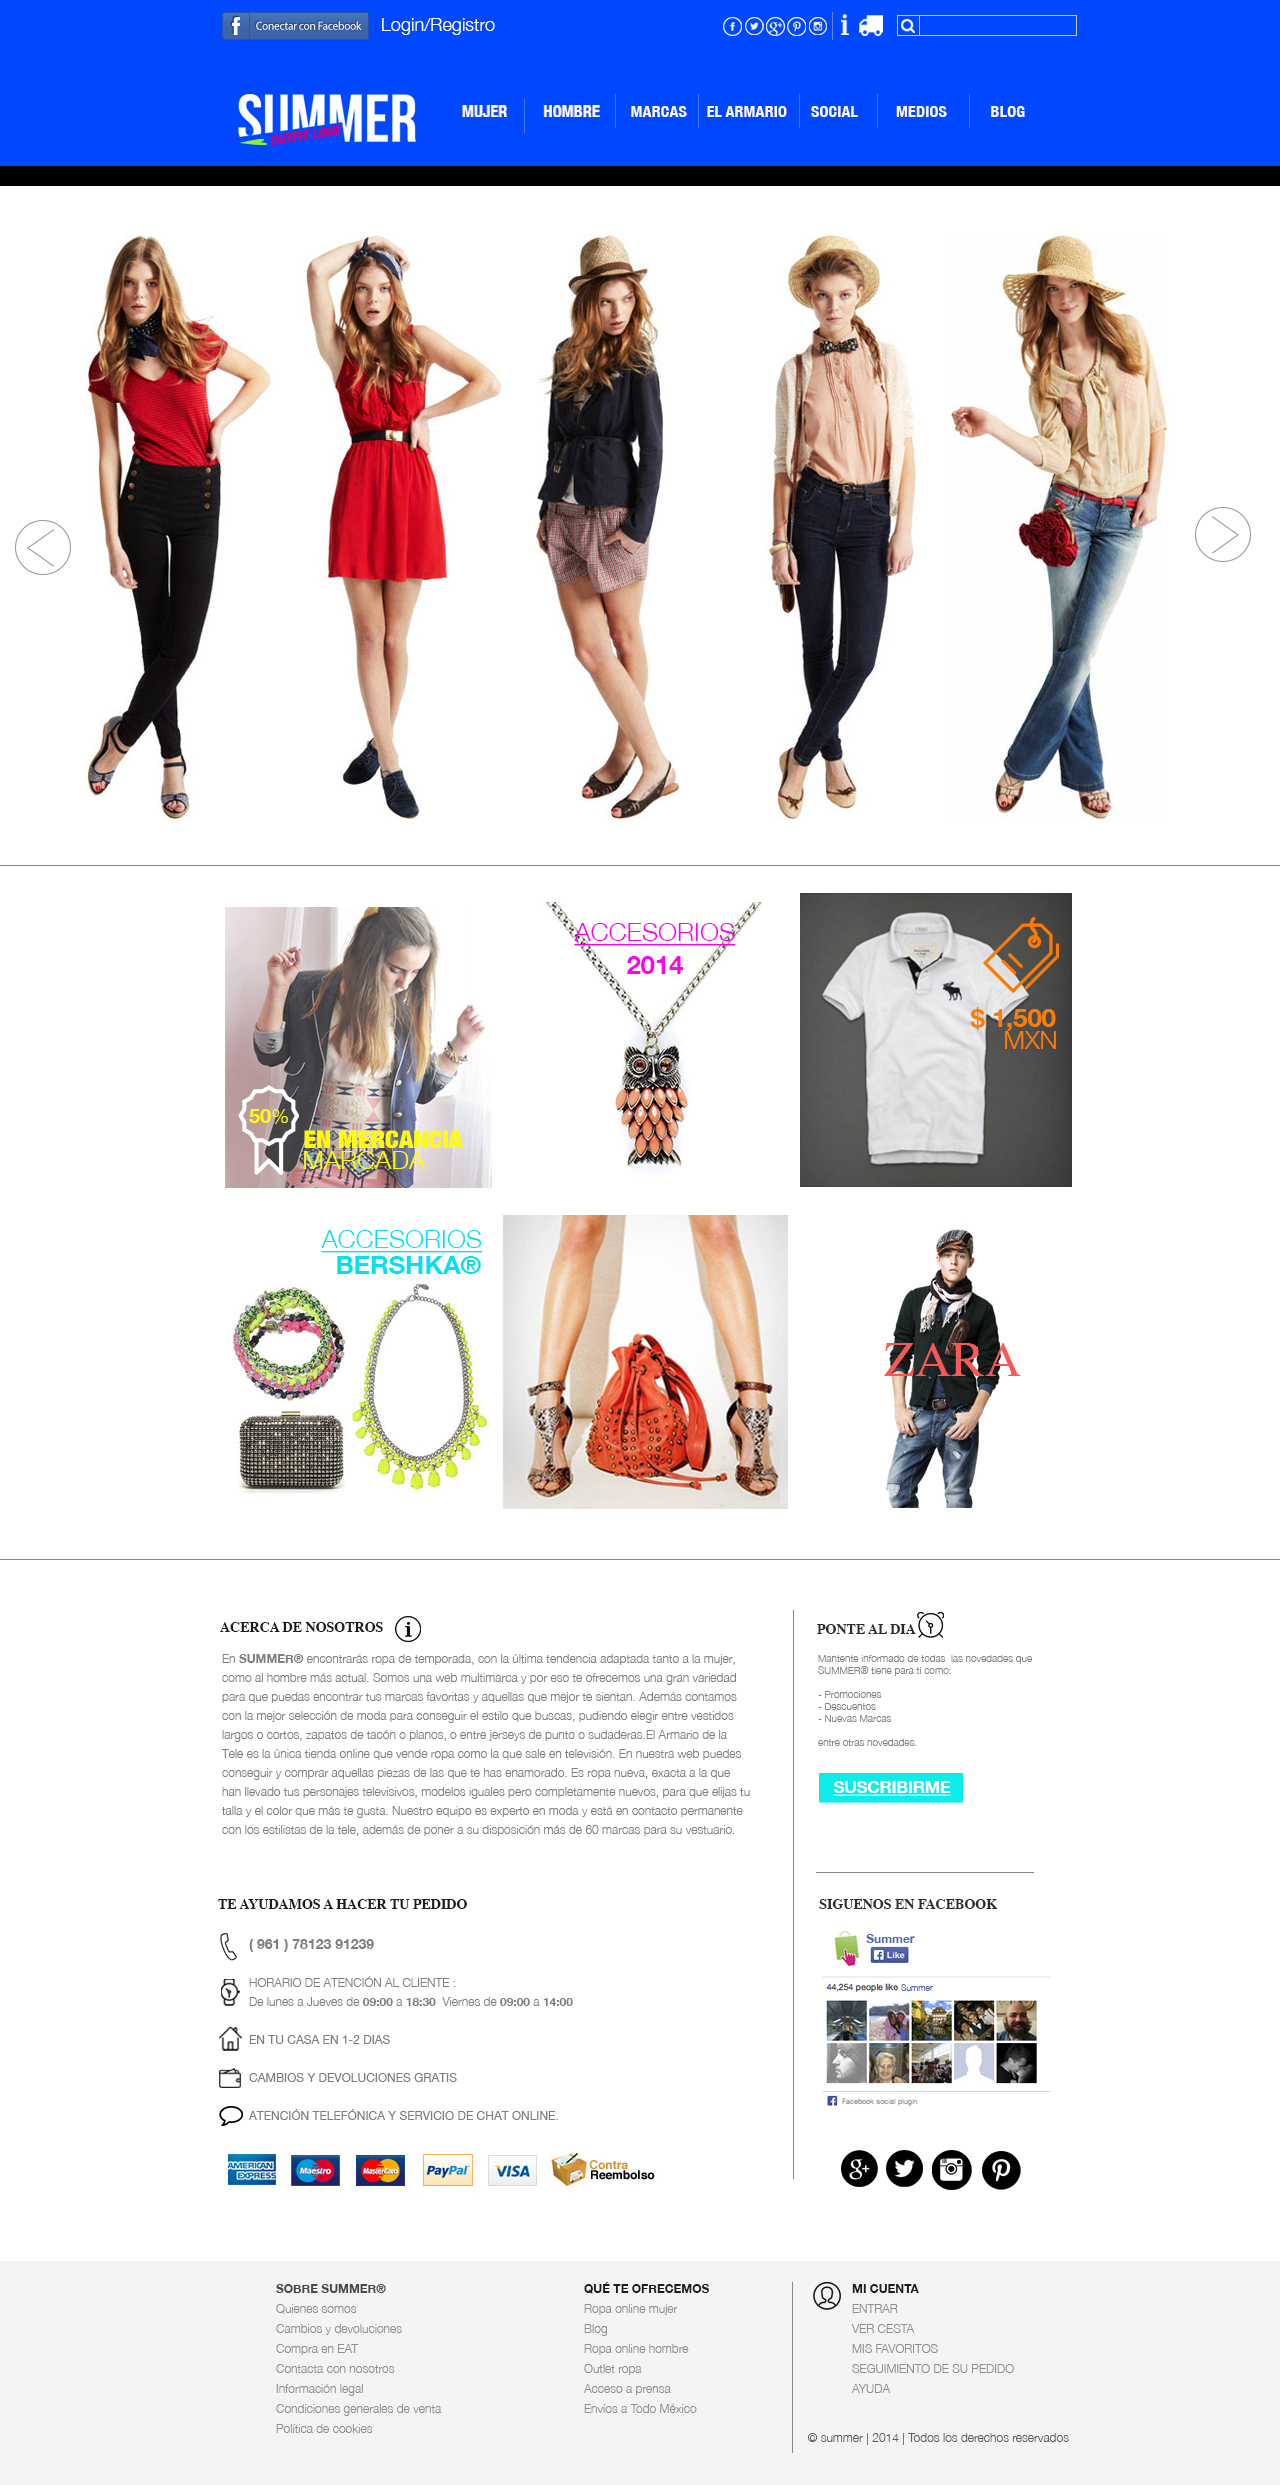 Conectar con Facebook
Login/Registro
SUMMER
OUTFIT LOVE
MUJER
HOMBRE
MARCAS
EL ARMARIO
SOCIAL
MEDIOS
BLOG
ACCESORIOS
2014
$ 1,500
MXN
50%
EN MERCANCIA
MARCADA
ACCESORIOS
BERSHKA®
ZARA
ACERCA DE NOSOTROS
En SUMMER® encontrarás ropa de temporada, con la última tendencia adaptada tanto a la mujer,
como al hombre más actual. Somos una web multimarca y por eso te ofrecemos una gran variedad
para que puedas encontrar tus marcas favoritas y aquellas que mejor te sientan. Además contamos
con la mejor selección de moda para conseguir el estilo que buscas, pudiendo elegir entre vestidos
largos o cortos, zapatos de tacón o planos, o entre jerseys de punto o sudaderas.El Armario de la
Tele es la única tienda online que vende ropa como la que sale en televisión. En nuestra web puedes
conseguir y comprar aquellas piezas de las que te has enamorado. Es ropa nueva, exacta a la que
han llevado tus personajes televisivos, modelos iguales pero completamente nuevos, para que elijas tu
talla y el color que más te gusta. Nuestro equipo es experto en moda y está en contacto permanente
con los estilistas de la tele, además de poner a su disposición más de 60 marcas para su vestuario.
PONTE AL DIA
Mantente informado de todas las novedades que
SUMMER® tiene para ti como:
- Promociones
- Descuentos
- Nuevas Marcas
entre otras novedades.
SUSCRIBIRME
TE AYUDAMOS A HACER TU PEDIDO
( 961 ) 78123 91239
HORARIO DE ATENCIÓN AL CLIENTE :
De lunes a Jueves de 09:00 a 18:30 Viernes de 09:00 a 14:00
EN TU CASA EN 1-2 DIAS
CAMBIOS Y DEVOLUCIONES GRATIS
ATENCIÓN TELEFÓNICA Y SERVICIO DE CHAT ONLINE.
AMERICAN
EXPRESS
Maestro
MasterCard
PayPal
VISA
Contra
Reembolso
SIGUENOS EN FACEBOOK
Summer
Like
44,254 people like Summer
Facebook social plugin
SOBRE SUMMER®
Quienes somos
Cambios y devoluciones
Compra en EAT
Contacta con nosotros
Información legal
Condiciones generales de venta
Política de cookies
QUÉ TE OFRECEMOS
Ropa online mujer
Blog
Ropa online hombre
Outlet ropa
Acceso a prensa
Envíos a Todo México
MI CUENTA
ENTRAR
VER CESTA
MIS FAVORITOS
SEGUIMIENTO DE SU PEDIDO
AYUDA
© summer | 2014 | Todos los derechos reservados